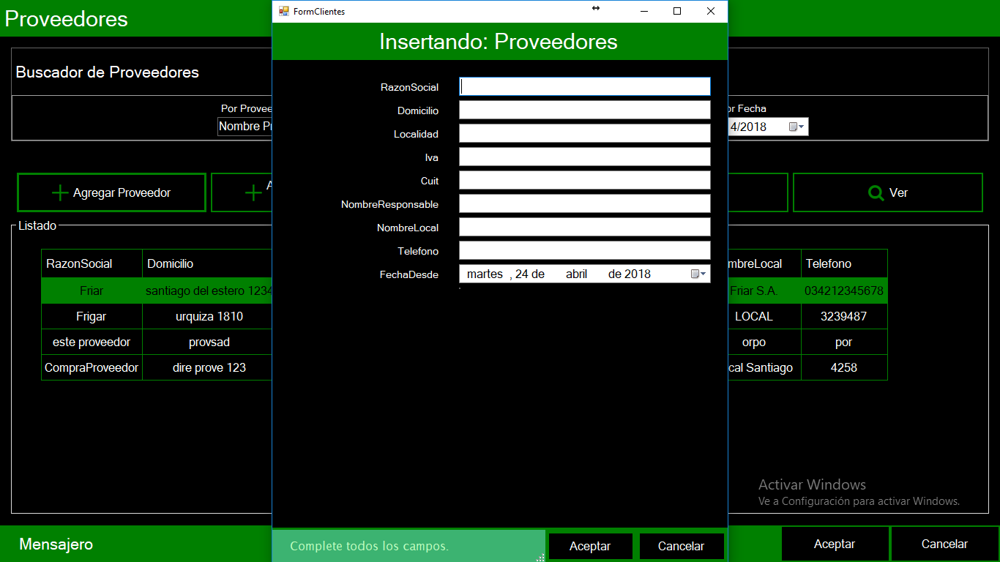 Proveedores
FormClientes
Insertando: Proveedores
Buscador de Proveedores
Por Provee
Nombre Pr
or Fecha
4/2018
Agregar Proveedor
A
Ver
RazonSocial
Domicilio
Localidad
Iva
Cuit
NombreResponsable
NombreLocal
Telefono
FechaDesde
martes , 24 de abril de 2018
Listado
RazonSocial Domicilio mbreLocal Telefono
Friar santiago del estero 1234 Friar S.A. 034212345678
Frigar urquiza 1810 LOCAL 3239487
este proveedor provsad orpo por
CompraProveedor dire prove 123 cal Santiago 4258
Activar Windows
Ve a Configuración para activar Windows.
Mensajero
Complete todos los campos.
Aceptar
Cancelar
Aceptar
Cancelar